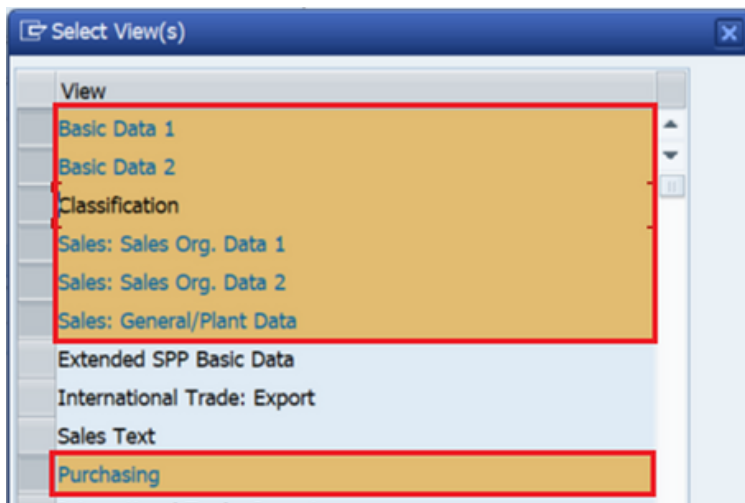 Select View(s)
View
Basic Data 1
Basic Data 2
Classification
Sales: Sales Org. Data 1
Sales: Sales Org. Data 2
Sales: General/Plant Data
Extended SPP Basic Data
International Trade: Export
Sales Text
Purchasing